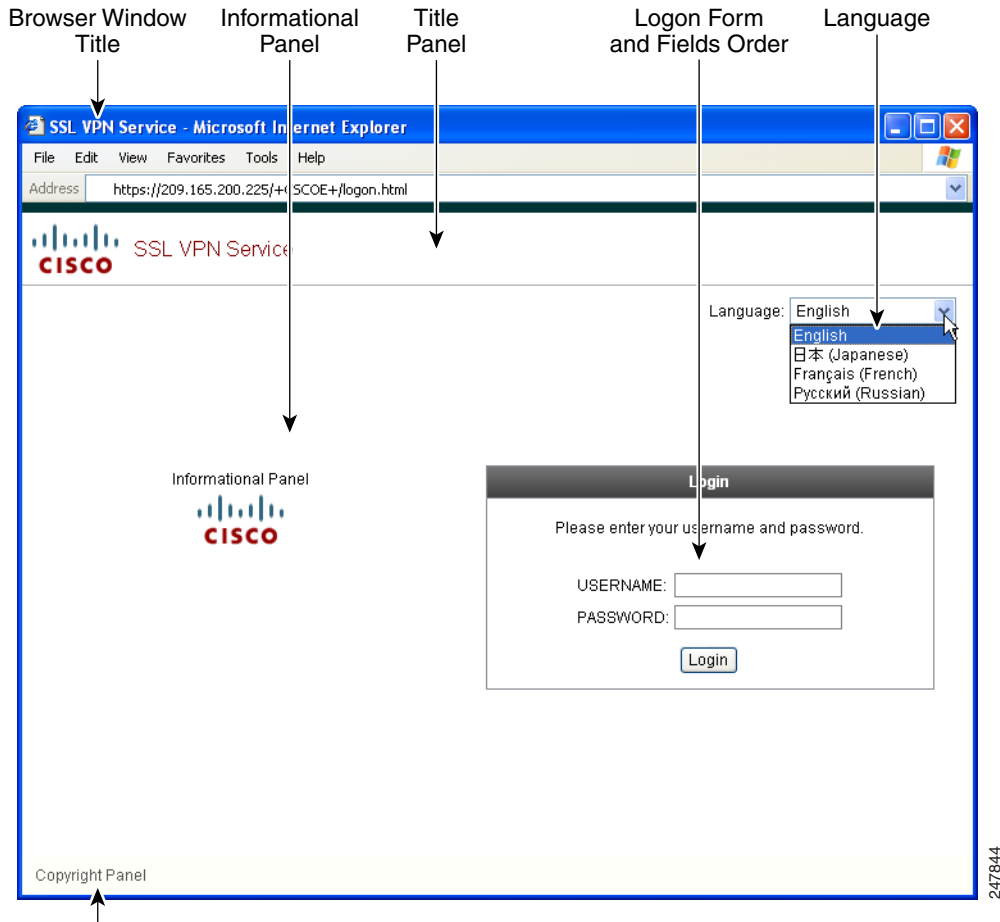 Browser Window Title
Informational Panel
Title Panel
Logon Form and Fields Order
Language
SSL VPN Service - Microsoft Internet Explorer
File Edit View Favorites Tools Help
Address https://209.165.200.225/+CSCOE+/logon.html
CISCO SSL VPN Service
Language: English
English
日本 (Japanese)
Français (French)
Русский (Russian)
Informational Panel
CISCO
Login
Please enter your username and password.
USERNAME:
PASSWORD:
Login
Copyright Panel
247844